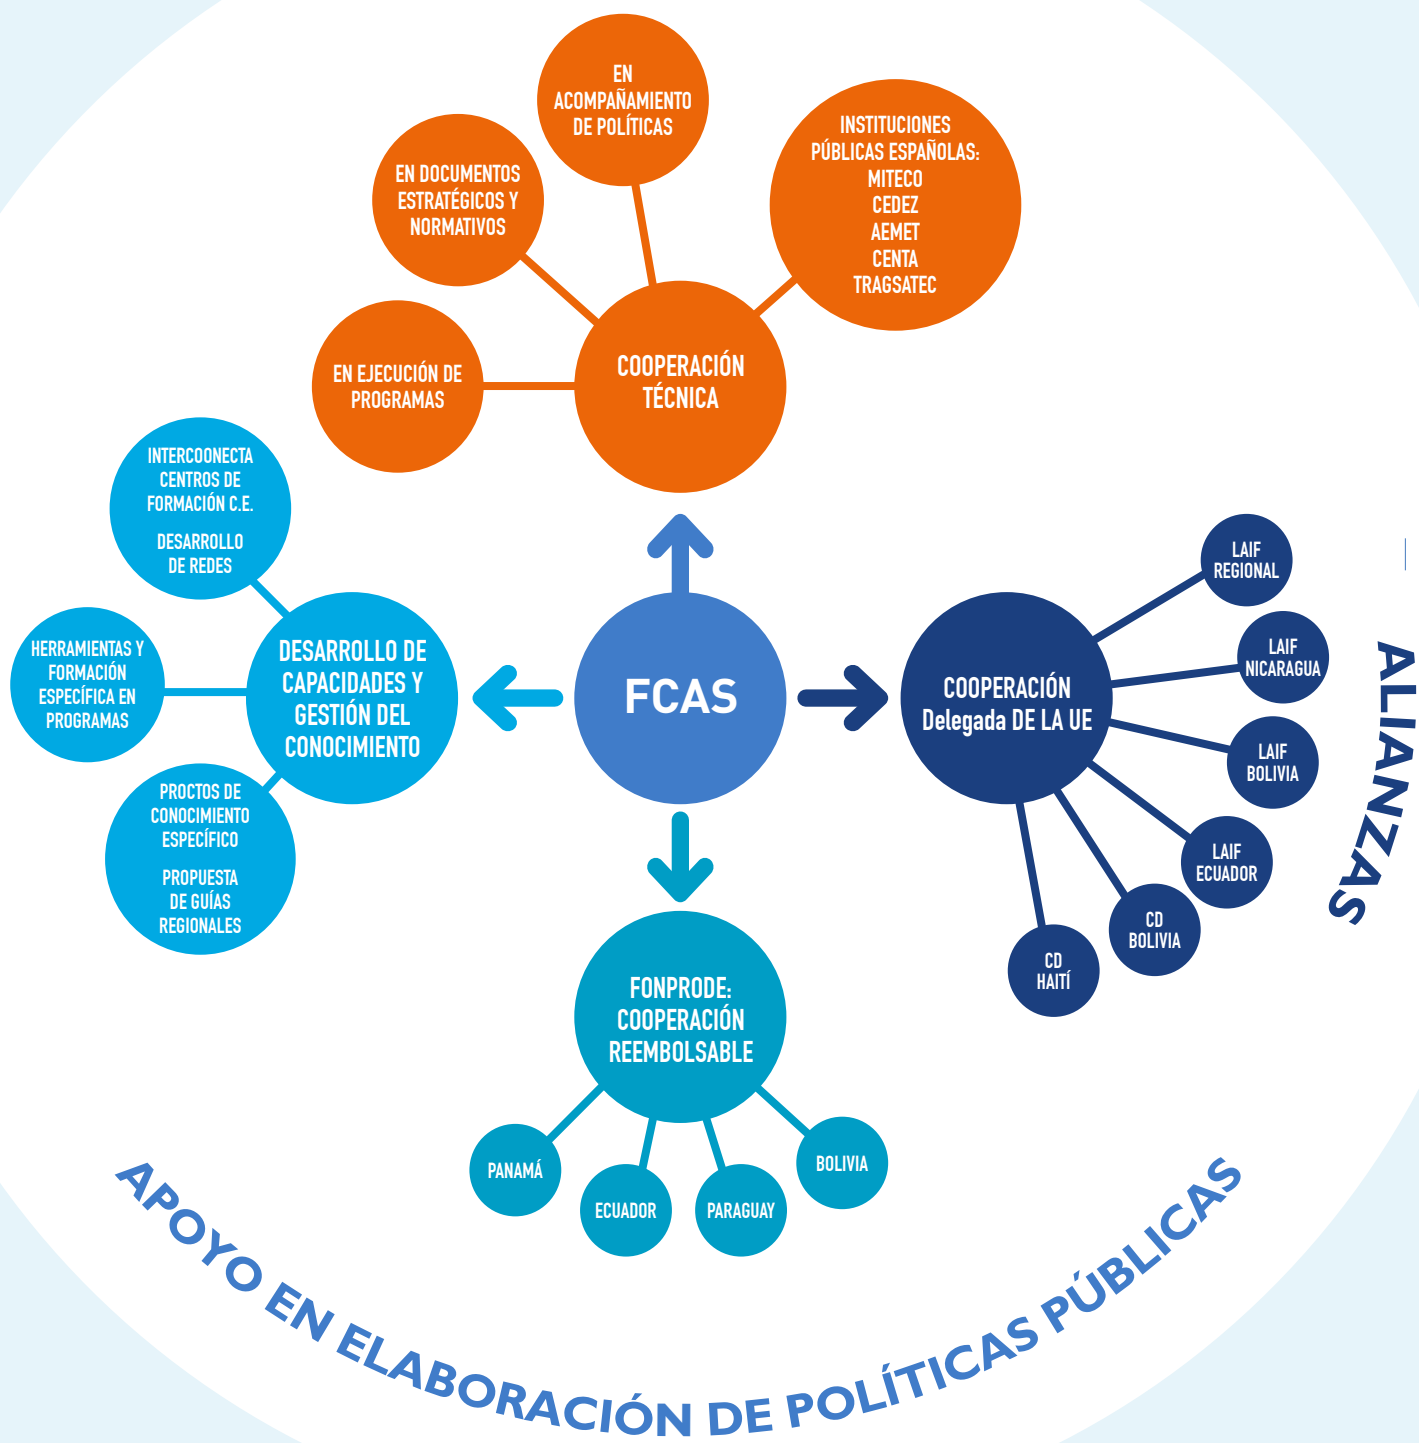 EN
ACOMPAÑAMIENTO
DE POLÍTICAS
INSTITUCIONES
PÚBLICAS ESPAÑOLAS:
MITECO
CEDEZ
AEMET
CENTA
TRAGSATEC
EN DOCUMENTOS
ESTRATÉGICOS Y
NORMATIVOS
EN EJECUCIÓN DE
PROGRAMAS
COOPERACIÓN
TÉCNICA
INTERCOONECTA
CENTROS DE
FORMACIÓN C.E.
DESARROLLO
DE REDES
HERRAMIENTAS Y
FORMACIÓN
ESPECÍFICA EN
PROGRAMAS
PROCTOS DE
CONOCIMIENTO
ESPECÍFICO
PROPUESTA
DE GUÍAS
REGIONALES
DESARROLLO DE
CAPACIDADES Y
GESTIÓN DEL
CONOCIMIENTO
FCAS
COOPERACIÓN
Delegada DE LA UE
LAIF
REGIONAL
LAIF
NICARAGUA
LAIF
BOLIVIA
LAIF
ECUADOR
CD
BOLIVIA
CD
HAITÍ
ALIANZAS
FONPRODE:
COOPERACIÓN
REEMBOLSABLE
PANAMÁ
ECUADOR
PARAGUAY
BOLIVIA
APOYO EN ELABORACIÓN DE POLÍTICAS PÚBLICAS